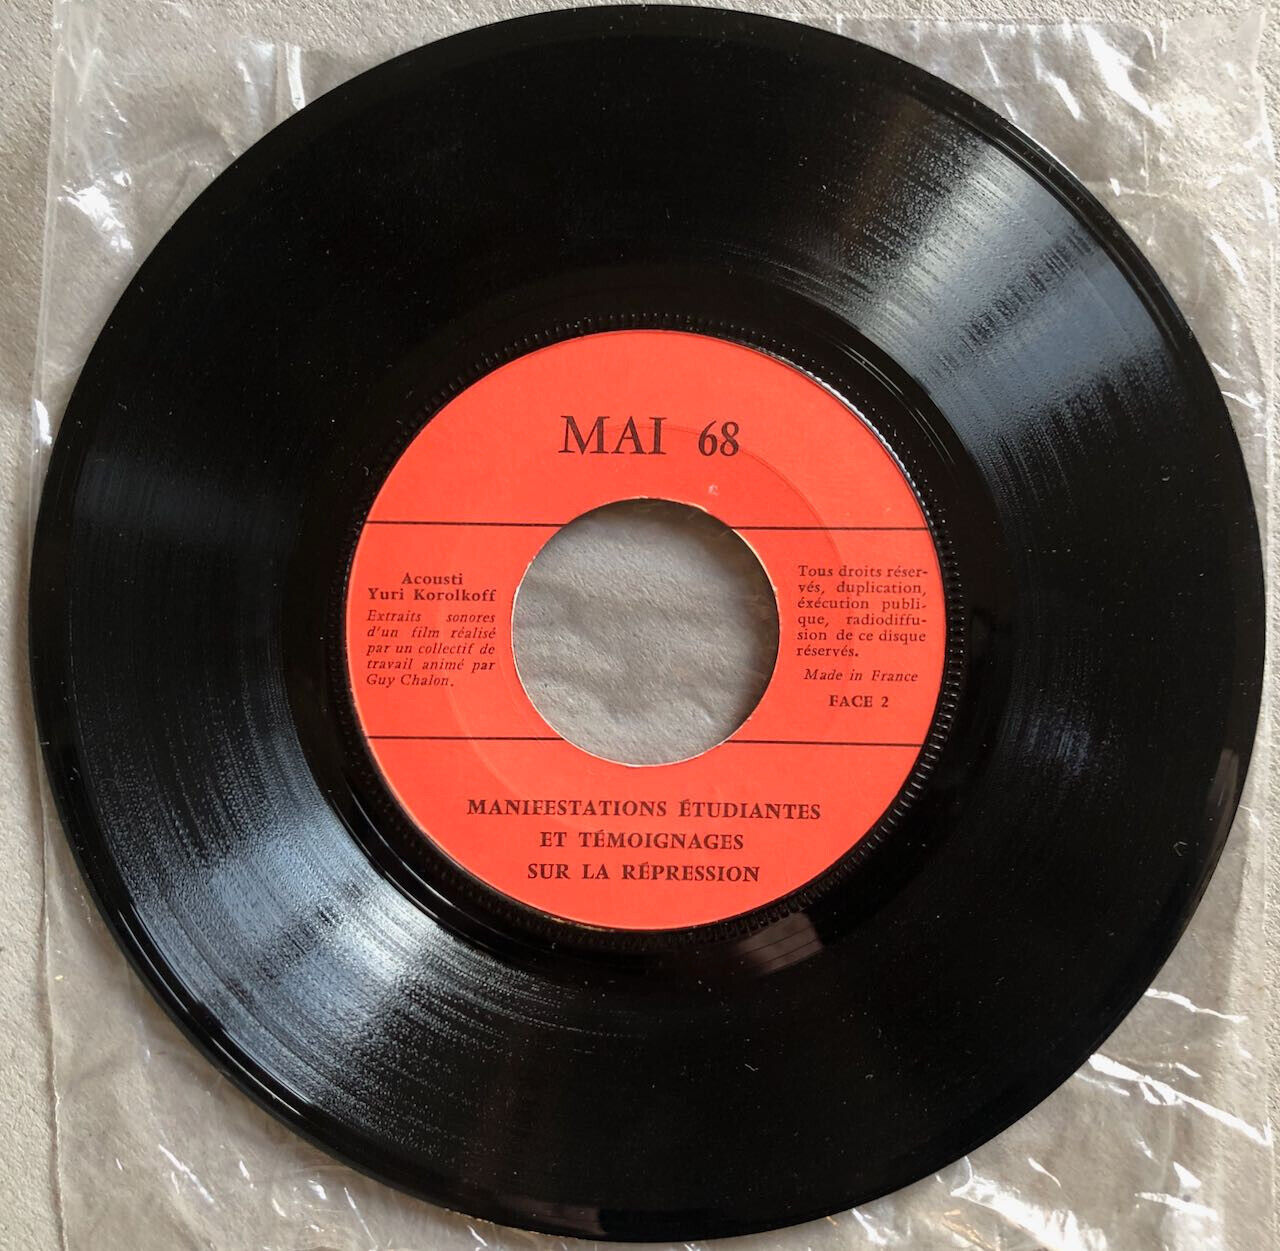 MAI 68
Acousti
Yuri Korolkoff
Extraits sonores
d'un film réalisé
par un collectif de
travail animé par
Guy Chalon.
Tous droits réser-
vés, duplication,
éxécution publi-
que, radiodiffu-
sion de ce disque
réservés.
Made in France
FACE 2
MANIFESTATIONS ÉTUDIANTES
ET TÉMOIGNAGES
SUR LA RÉPRESSION